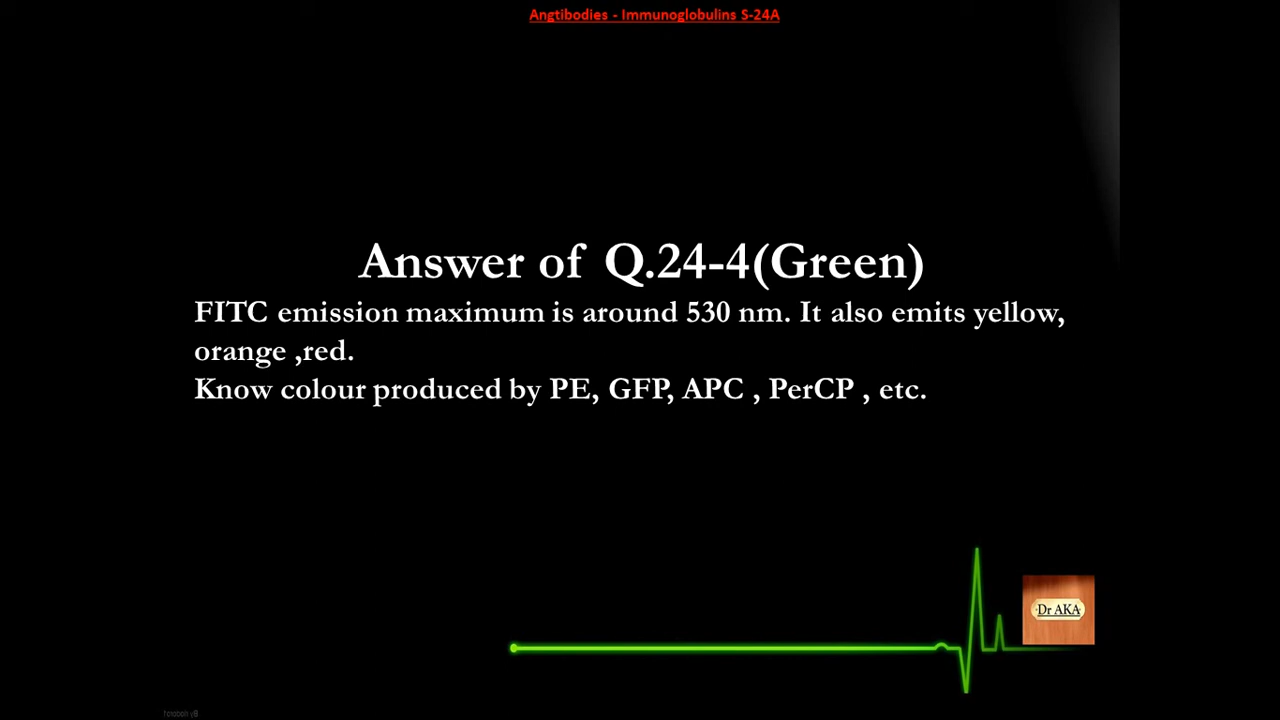 Angtibodies - Immunoglobulins S-24A
Answer of Q.24-4(Green)
FITC emission maximum is around 530 nm. It also emits yellow,
orange ,red.
Know colour produced by PE, GFP, APC , PerCP , etc.
Dr AKA